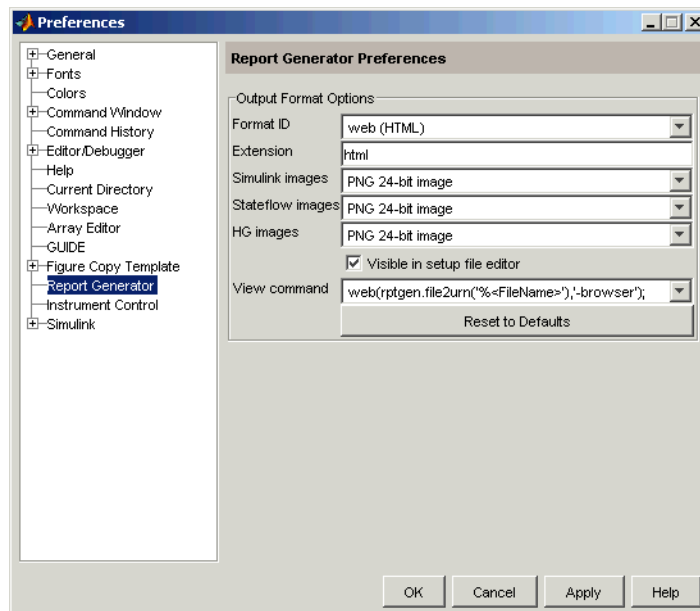 Preferences
General
Fonts
Colors
Command Window
Command History
Editor/Debugger
Help
Current Directory
Workspace
Array Editor
GUIDE
Figure Copy Template
Report Generator
Instrument Control
Simulink
Report Generator Preferences
Output Format Options
Format ID web (HTML)
Extension html
Simulink images PNG 24-bit image
Stateflow images PNG 24-bit image
HG images PNG 24-bit image
Visible in setup file editor
View command web(rptgen.file2urn('%<FileName>'),'-browser');
Reset to Defaults
OK Cancel Apply Help